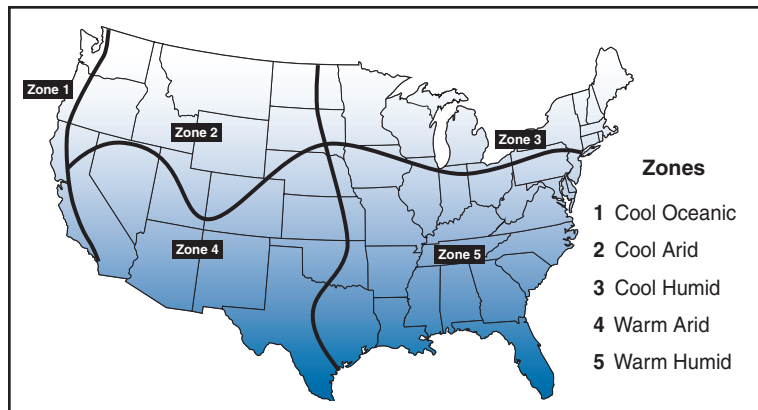 Zone 1
Zone 2
Zone 3
Zone 4
Zone 5
Zones
1 Cool Oceanic
2 Cool Arid
3 Cool Humid
4 Warm Arid
5 Warm Humid